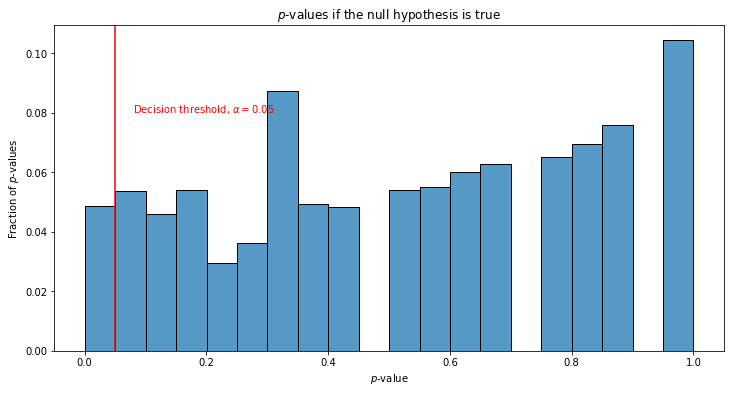 p-values if the null hypothesis is true
Fraction of p-values
0.10
0.08
0.06
0.04
0.02
0.00
Decision threshold, α = 0.05
0.0 0.2 0.4 0.6 0.8 1.0
p-value